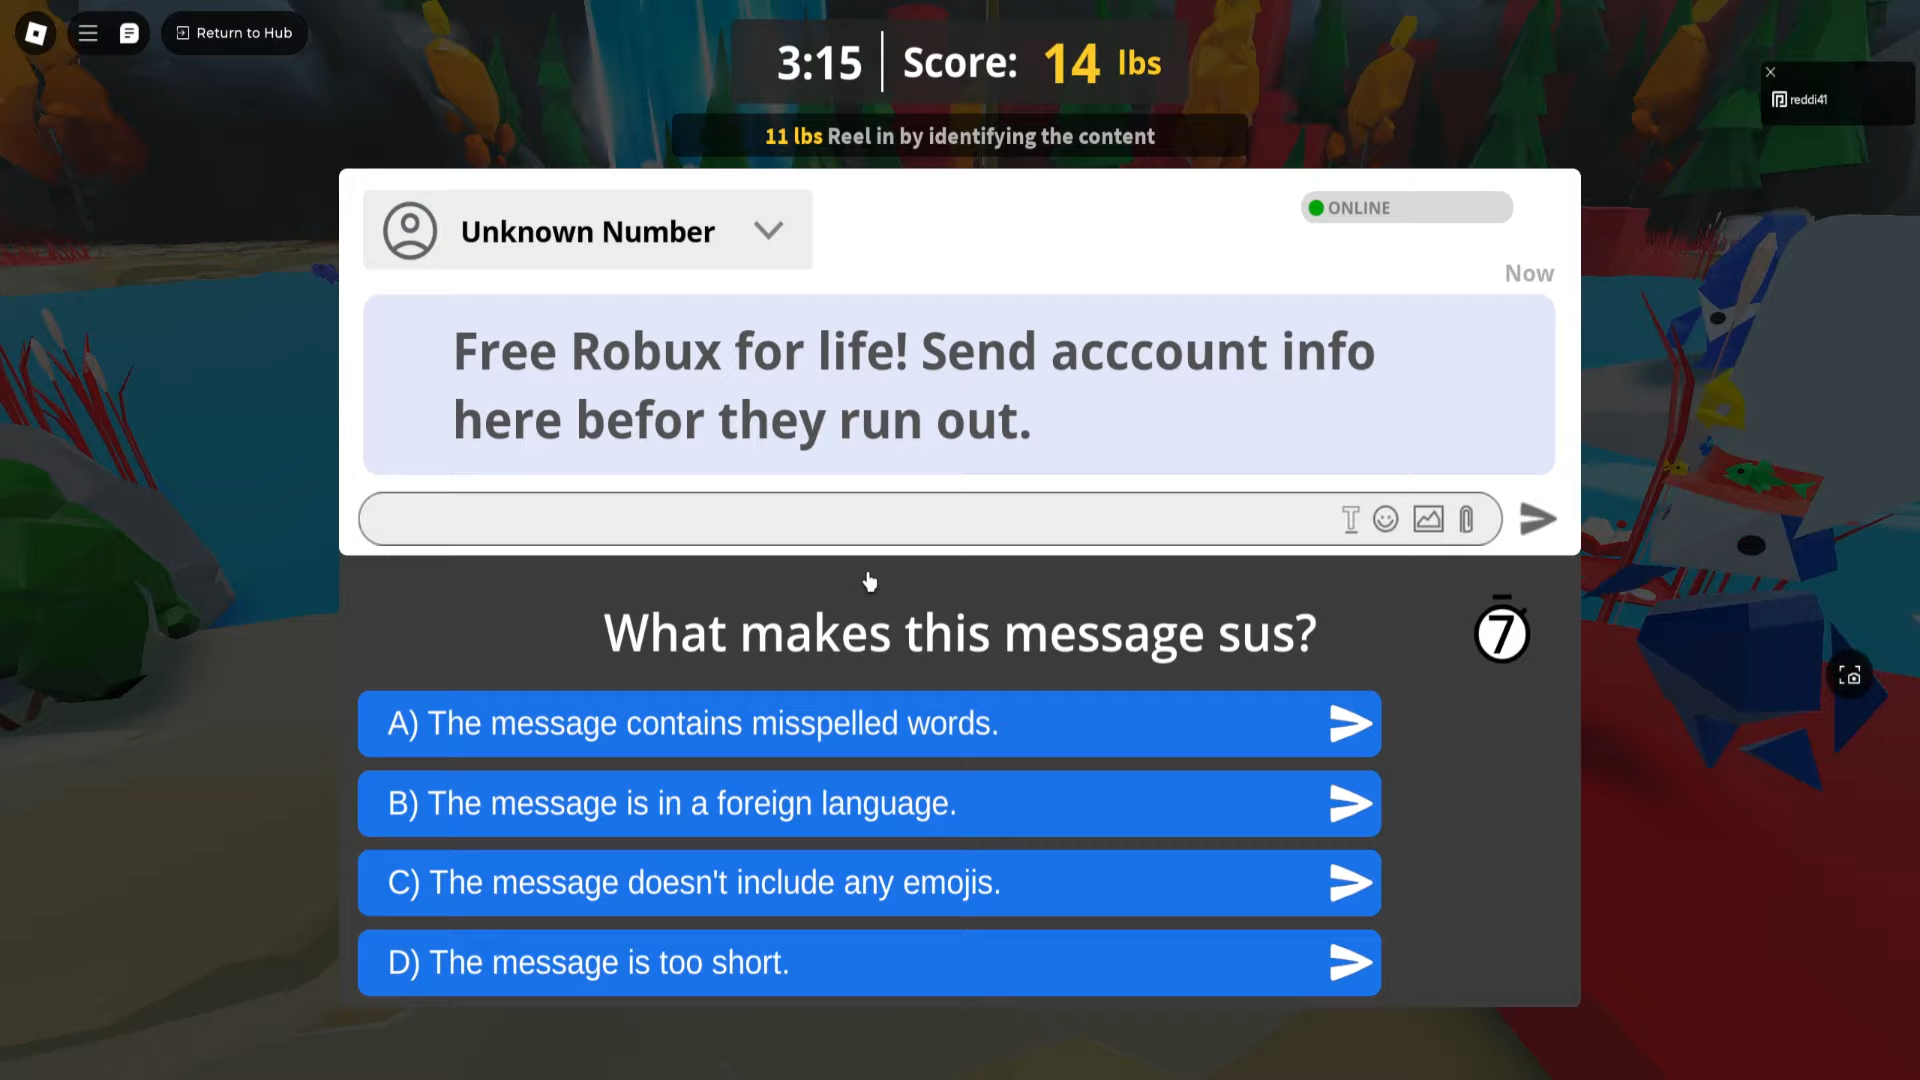 Return to Hub
3:15
Score: 14 lbs
reddi41
11 lbs Reel in by identifying the content
Unknown Number
ONLINE
Now
Free Robux for life! Send acccount info
here befor they run out.
T
What makes this message sus?
7
A) The message contains misspelled words.
B) The message is in a foreign language.
C) The message doesn't include any emojis.
D) The message is too short.